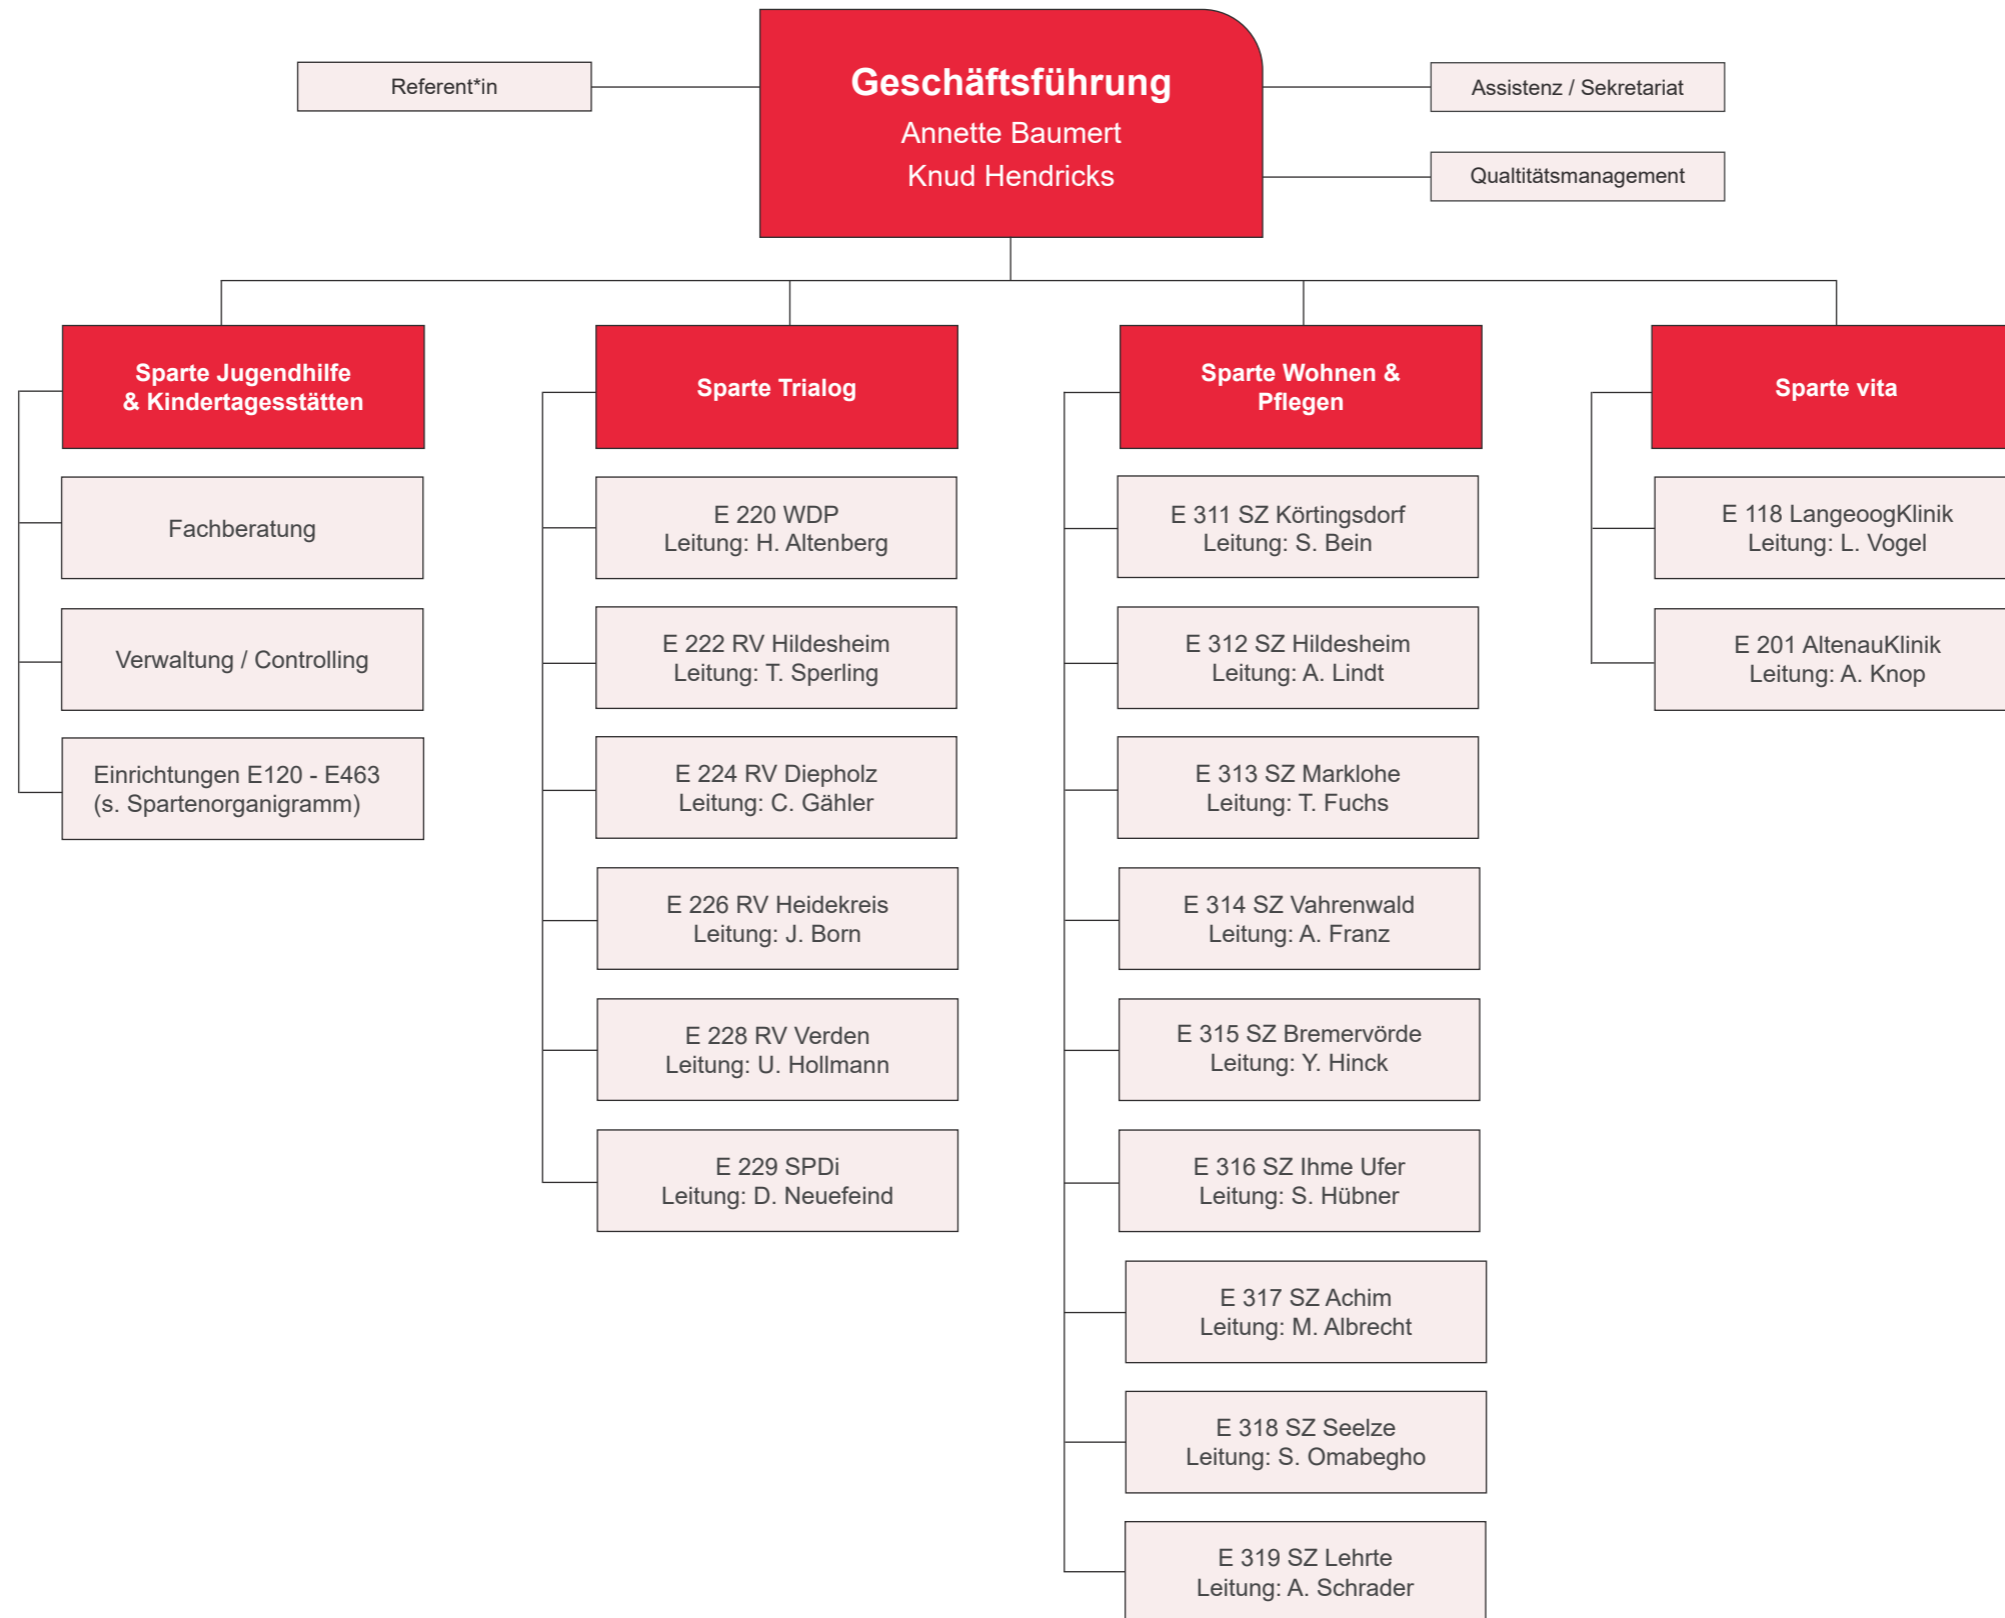 Referent*in
Geschäftsführung
Annette Baumert
Knud Hendricks
Assistenz / Sekretariat
Qualtitätsmanagement
Sparte Jugendhilfe
& Kindertagesstätten
Fachberatung
Verwaltung / Controlling
Einrichtungen E120 - E463
(s. Spartenorganigramm)
Sparte Trialog
E 220 WDP
Leitung: H. Altenberg
E 222 RV Hildesheim
Leitung: T. Sperling
E 224 RV Diepholz
Leitung: C. Gähler
E 226 RV Heidekreis
Leitung: J. Born
E 228 RV Verden
Leitung: U. Hollmann
E 229 SPDi
Leitung: D. Neuefeind
Sparte Wohnen &
Pflegen
E 311 SZ Körtingsdorf
Leitung: S. Bein
E 312 SZ Hildesheim
Leitung: A. Lindt
E 313 SZ Marklohe
Leitung: T. Fuchs
E 314 SZ Vahrenwald
Leitung: A. Franz
E 315 SZ Bremervörde
Leitung: Y. Hinck
E 316 SZ Ihme Ufer
Leitung: S. Hübner
E 317 SZ Achim
Leitung: M. Albrecht
E 318 SZ Seelze
Leitung: S. Omabegho
E 319 SZ Lehrte
Leitung: A. Schrader
Sparte vita
E 118 LangeoogKlinik
Leitung: L. Vogel
E 201 AltenauKlinik
Leitung: A. Knop